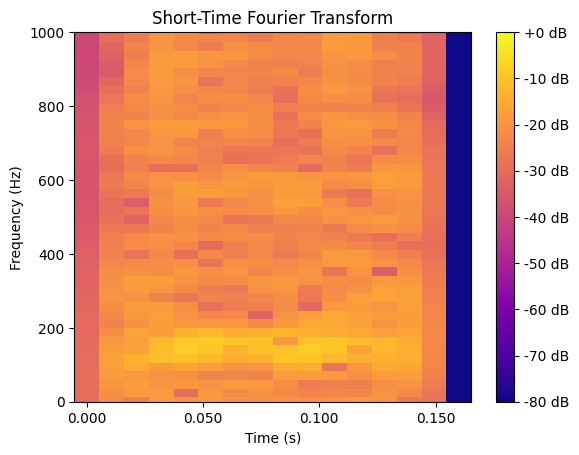 Short-Time Fourier Transform
1000
800
600
400
200
0
Frequency (Hz)
0.000
0.050
0.100
0.150
Time (s)
+0 dB
-10 dB
-20 dB
-30 dB
-40 dB
-50 dB
-60 dB
-70 dB
-80 dB